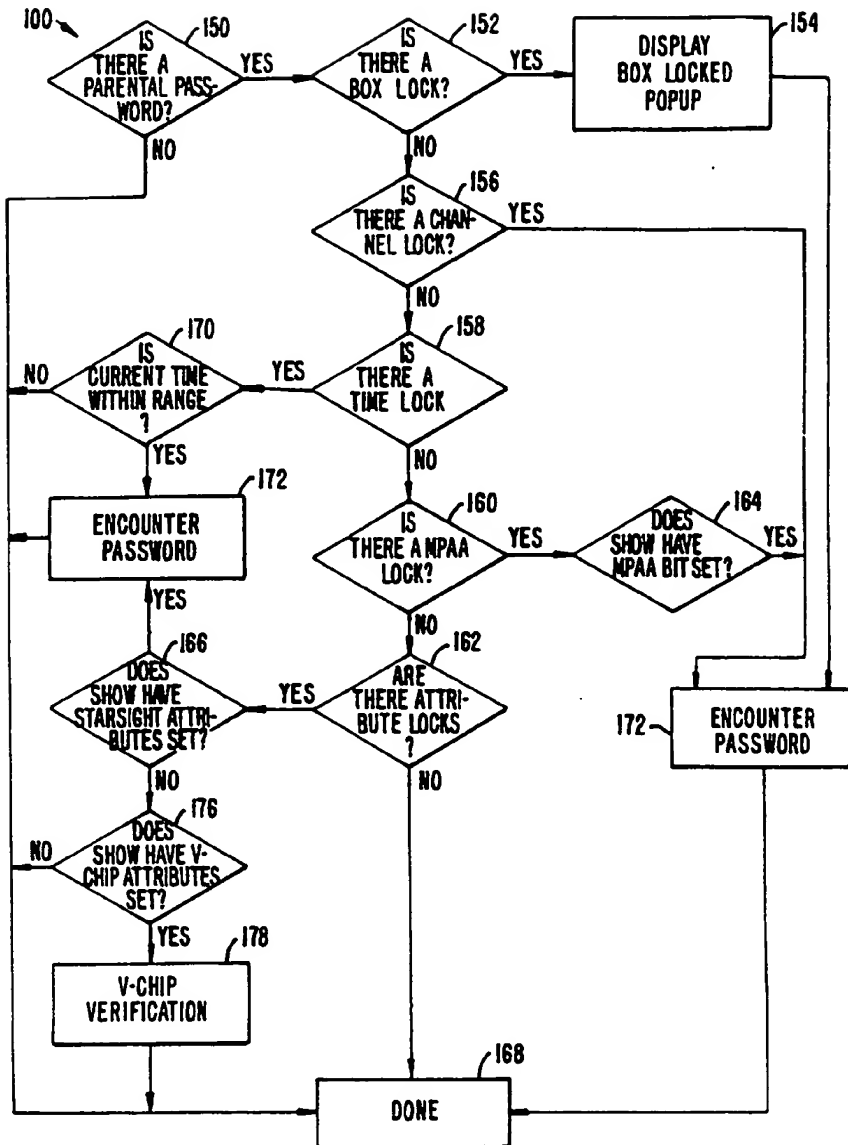 100
150
IS
THERE A
PARENTAL PASS-
WORD?
YES
NO
152
IS
THERE A
BOX LOCK?
YES
NO
154
DISPLAY
BOX LOCKED
POPUP
156
IS
THERE A CHAN-
NEL LOCK?
YES
NO
158
IS
THERE A
TIME LOCK
YES
NO
170
IS
CURRENT TIME
WITHIN RANGE
?
NO
YES
172
ENCOUNTER
PASSWORD
YES
160
IS
THERE A MPAA
LOCK?
YES
NO
164
DOES
SHOW HAVE
MPAA BIT SET?
YES
162
ARE
THERE ATTRI-
BUTE LOCKS
?
YES
NO
166
DOES
SHOW HAVE
STARSIGHT ATTRI-
BUTES SET?
NO
172
ENCOUNTER
PASSWORD
176
DOES
SHOW HAVE V-
CHIP ATTRIBUTES
SET?
NO
YES
178
V-CHIP
VERIFICATION
168
DONE